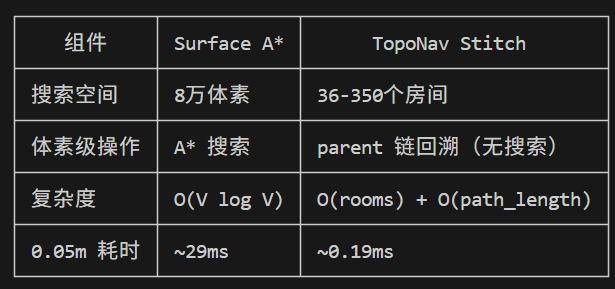 组件 Surface A* TopoNav Stitch
搜索空间 8万体素 36-350个房间
体素级操作 A* 搜索 parent 链回溯（无搜索）
复杂度 O(V log V) O(rooms) + O(path_length)
0.05m 耗时 ~29ms ~0.19ms